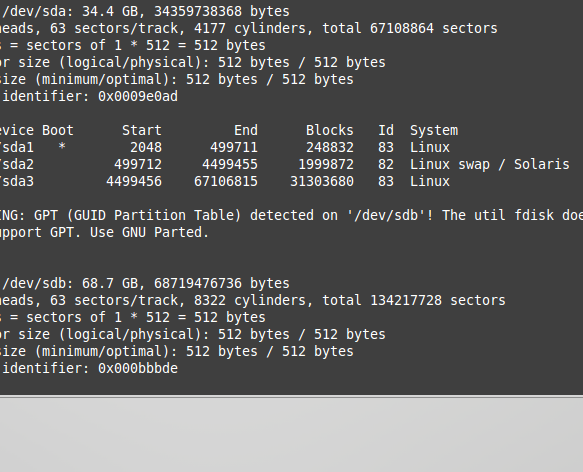 /dev/sda: 34.4 GB, 34359738368 bytes
heads, 63 sectors/track, 4177 cylinders, total 67108864 sectors
s = sectors of 1 * 512 = 512 bytes
or size (logical/physical): 512 bytes / 512 bytes
size (minimum/optimal): 512 bytes / 512 bytes
identifier: 0x0009e0ad
evice Boot Start End Blocks Id System
/sda1 * 2048 499711 248832 83 Linux
/sda2 499712 4499455 1999872 82 Linux swap / Solaris
/sda3 4499456 67106815 31303680 83 Linux
ING: GPT (GUID Partition Table) detected on '/dev/sdb'! The util fdisk doe
upport GPT. Use GNU Parted.
/dev/sdb: 68.7 GB, 68719476736 bytes
heads, 63 sectors/track, 8322 cylinders, total 134217728 sectors
s = sectors of 1 * 512 = 512 bytes
or size (logical/physical): 512 bytes / 512 bytes
size (minimum/optimal): 512 bytes / 512 bytes
identifier: 0x000bbbde